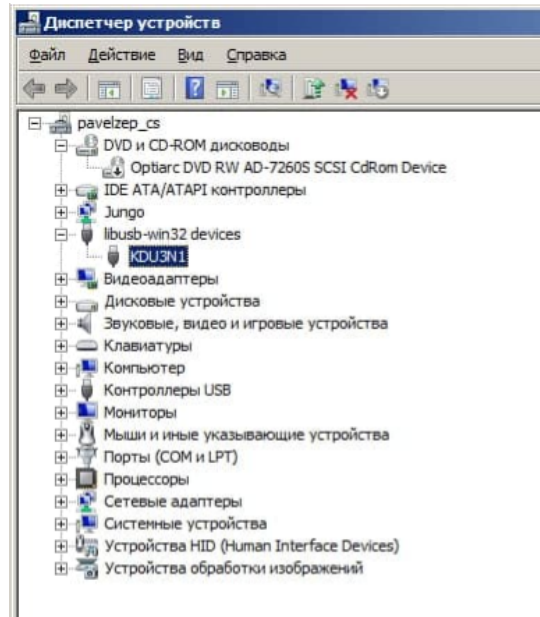 Диспетчер устройств
Файл Действие Вид Справка
pavelzep_cs
DVD и CD-ROM дисководы
Optiarc DVD RW AD-7260S SCSI CdRom Device
IDE ATA/ATAPI контроллеры
Jungo
libusb-win32 devices
KDU3N1
Видеоадаптеры
Дисковые устройства
Звуковые, видео и игровые устройства
Клавиатуры
Компьютер
Контроллеры USB
Мониторы
Мыши и иные указывающие устройства
Порты (COM и LPT)
Процессоры
Сетевые адаптеры
Системные устройства
Устройства HID (Human Interface Devices)
Устройства обработки изображений